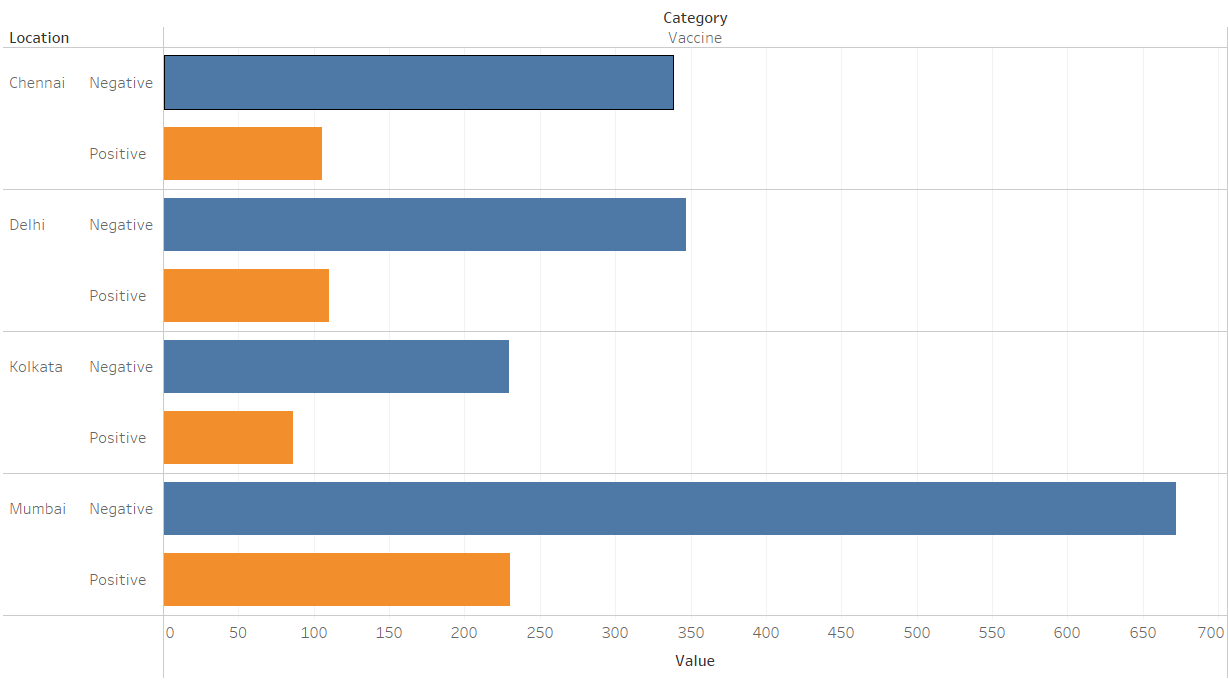 Category
Location Vaccine
Chennai Negative
Positive
Delhi Negative
Positive
Kolkata Negative
Positive
Mumbai Negative
Positive
0 50 100 150 200 250 300 350 400 450 500 550 600 650 700
Value